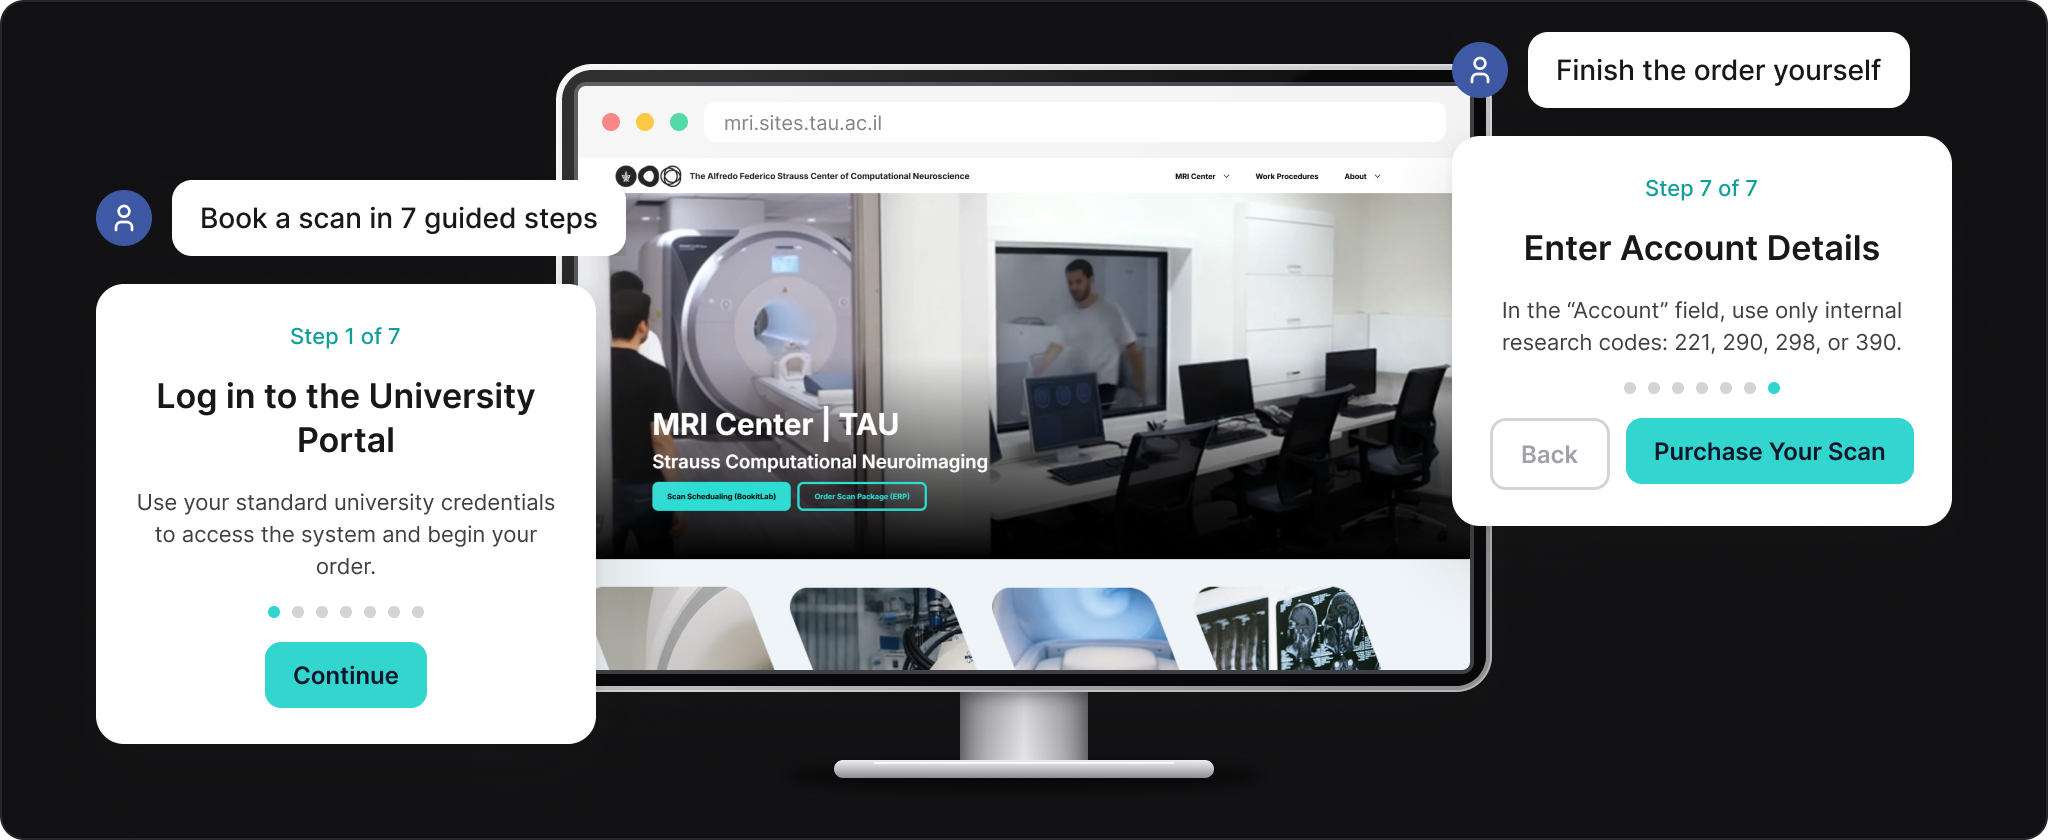 Finish the order yourself
mri.sites.tau.ac.il
The Alfredo Federico Strauss Center of Computational Neuroscience
MRI Center
Work Procedures
About
Book a scan in 7 guided steps
Step 1 of 7
Log in to the University
Portal
Use your standard university credentials
to access the system and begin your
order.
Continue
MRI Center | TAU
Strauss Computational Neuroimaging
Scan Schedualing (BookitLab)
Order Scan Package (ERP)
Step 7 of 7
Enter Account Details
In the “Account” field, use only internal
research codes: 221, 290, 298, or 390.
Back
Purchase Your Scan